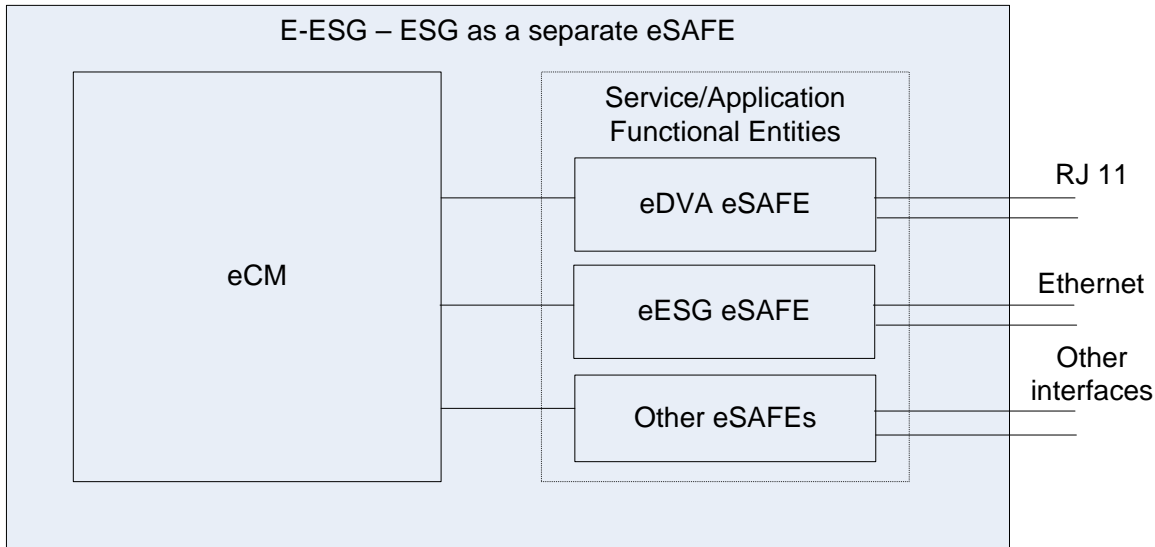 E-ESG – ESG as a separate eSAFE
Service/Application
Functional Entities
RJ 11
eDVA eSAFE
eCM
Ethernet
eESG eSAFE
Other
interfaces
Other eSAFEs